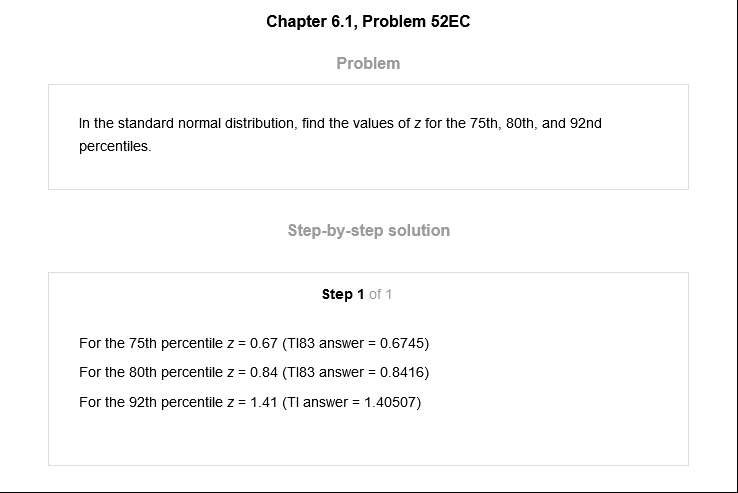 Chapter 6.1, Problem 52EC
Problem
In the standard normal distribution, find the values of z for the 75th, 80th, and 92nd
percentiles.
Step-by-step solution
Step 1 of 1
For the 75th percentile z = 0.67 (TI83 answer = 0.6745)
For the 80th percentile z = 0.84 (TI83 answer = 0.8416)
For the 92th percentile z = 1.41 (TI answer = 1.40507)